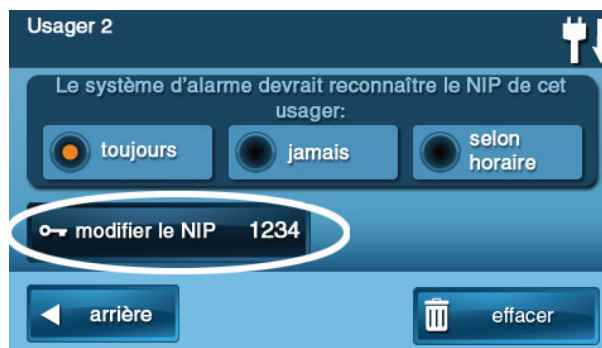 Usager 2
Le système d'alarme devrait reconnaître le NIP de cet
usager:
toujours
jamais
selon
horaire
modifier le NIP 1234
arrière
effacer